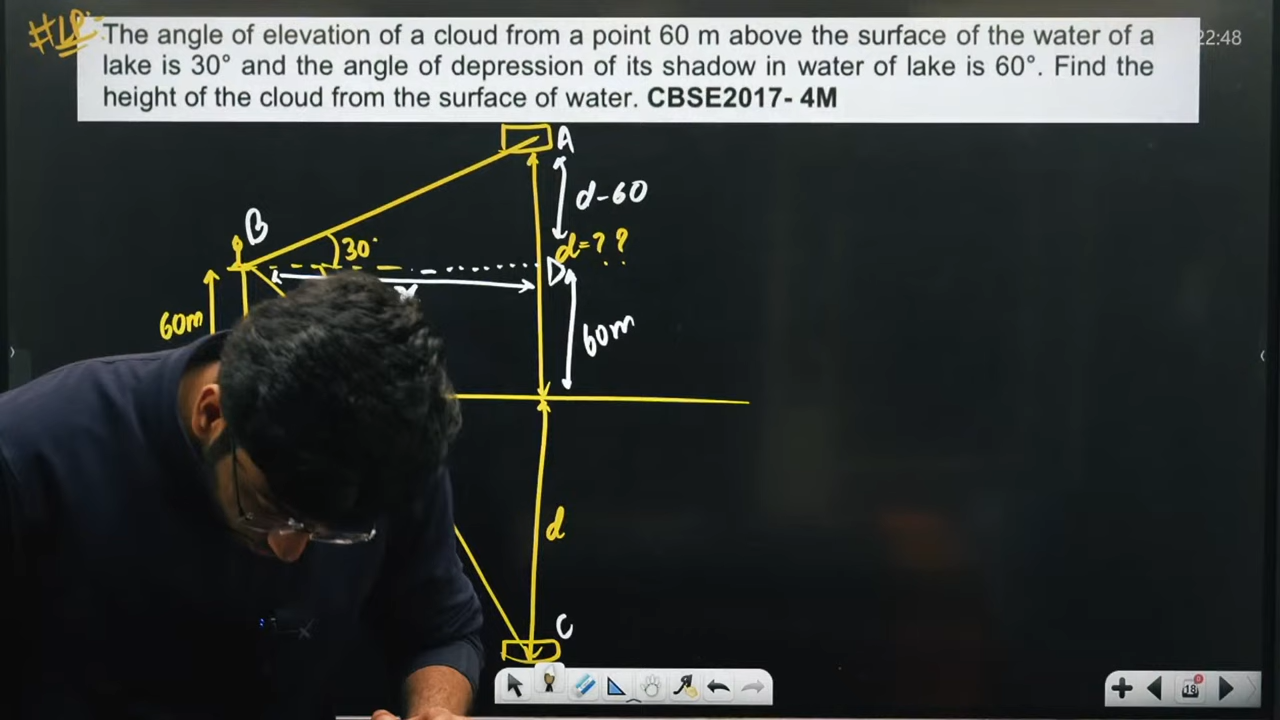 #LP:-
The angle of elevation of a cloud from a point 60 m above the surface of the water of a
lake is 30° and the angle of depression of its shadow in water of lake is 60°. Find the
height of the cloud from the surface of water. CBSE2017- 4M
22:48
A
d-60
B
30°
d=??
D
x
60m
60m
d
C
18